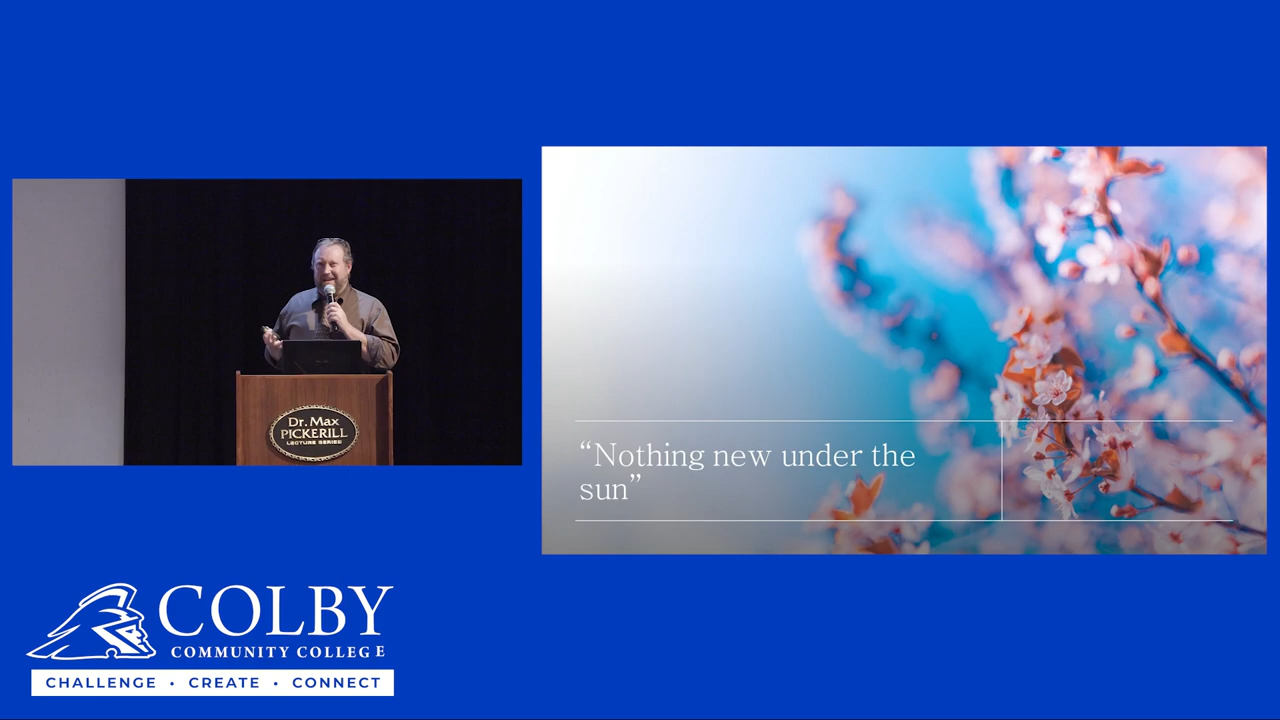 Dr. Max
PICKERILL
LECTURE SERIES
“Nothing new under the
sun”
COLBY
COMMUNITY COLLEGE
CHALLENGE • CREATE • CONNECT